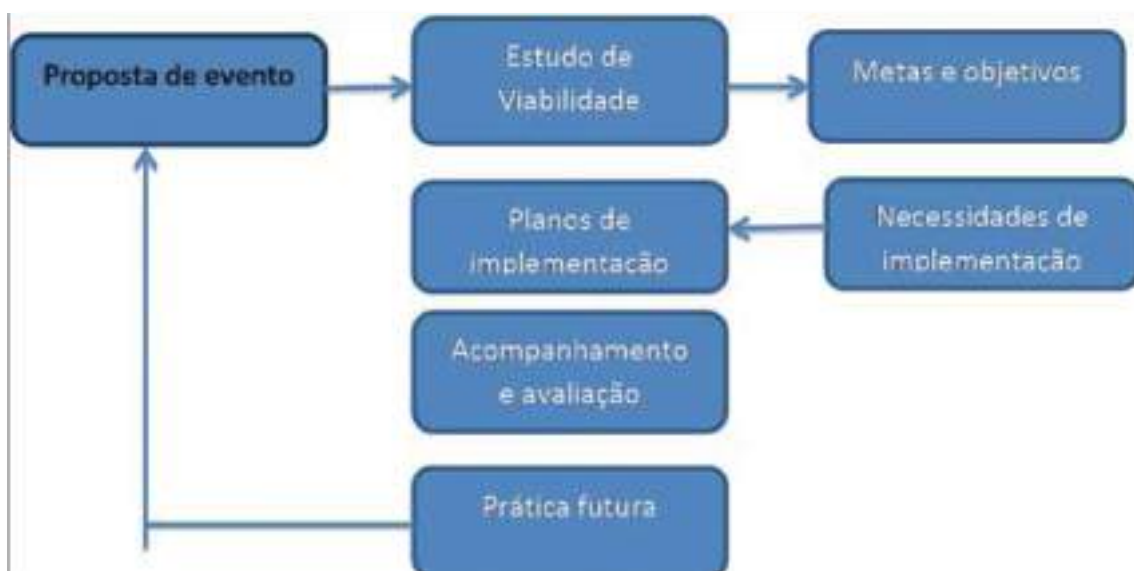 Proposta de evento
Estudo de
Viabilidade
Metas e objetivos
Planos de
implementação
Necessidades de
implementação
Acompanhamento
e avaliação
Prática futura